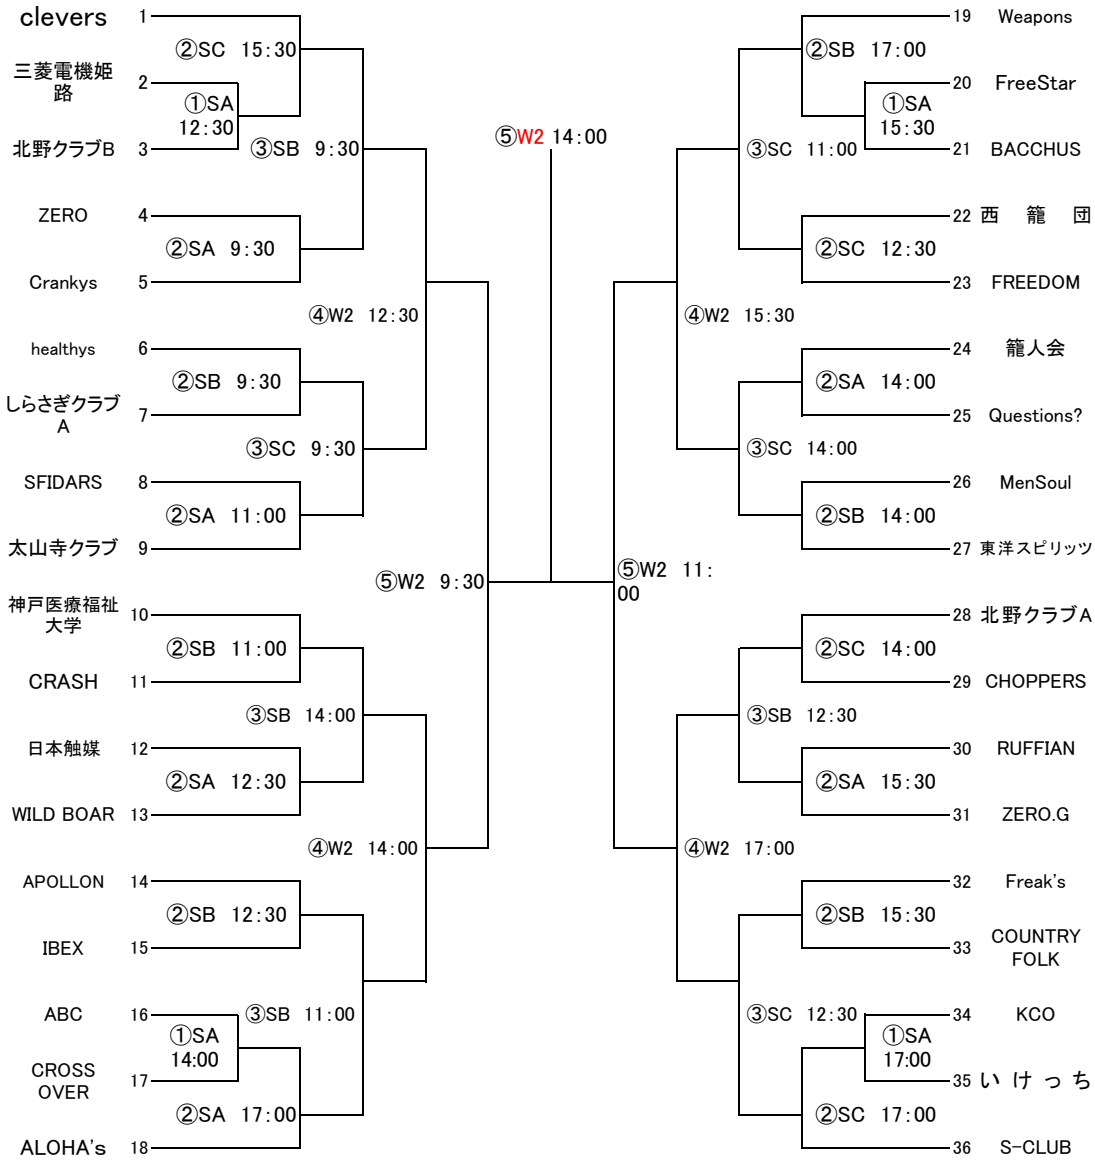 clevers 1
②SC 15:30
三菱電機姫
路 2
①SA
12:30
北野クラブB 3
③SB 9:30
ZERO 4
②SA 9:30
Crankys 5
④W2 12:30
healthys 6
②SB 9:30
しらさぎクラブ
A 7
③SC 9:30
SFIDARS 8
②SA 11:00
太山寺クラブ 9
⑤W2 9:30
神戸医療福祉
大学 10
②SB 11:00
CRASH 11
③SB 14:00
日本触媒 12
②SA 12:30
WILD BOAR 13
④W2 14:00
APOLLON 14
②SB 12:30
IBEX 15
ABC 16
③SB 11:00
①SA
14:00
CROSS
OVER 17
②SA 17:00
ALOHA's 18
⑤W2 14:00
19 Weapons
②SB 17:00
20 FreeStar
①SA
15:30
21 BACCHUS
③SC 11:00
22 西 籠 団
②SC 12:30
23 FREEDOM
④W2 15:30
24 籠人会
②SA 14:00
25 Questions?
③SC 14:00
26 MenSoul
②SB 14:00
27 東洋スピリッツ
⑤W2 11:
00
28 北野クラブA
②SC 14:00
29 CHOPPERS
③SB 12:30
30 RUFFIAN
②SA 15:30
31 ZERO.G
④W2 17:00
32 Freak's
②SB 15:30
33 COUNTRY
FOLK
③SC 12:30
34 KCO
①SA
17:00
35 い け っ ち
②SC 17:00
36 S-CLUB